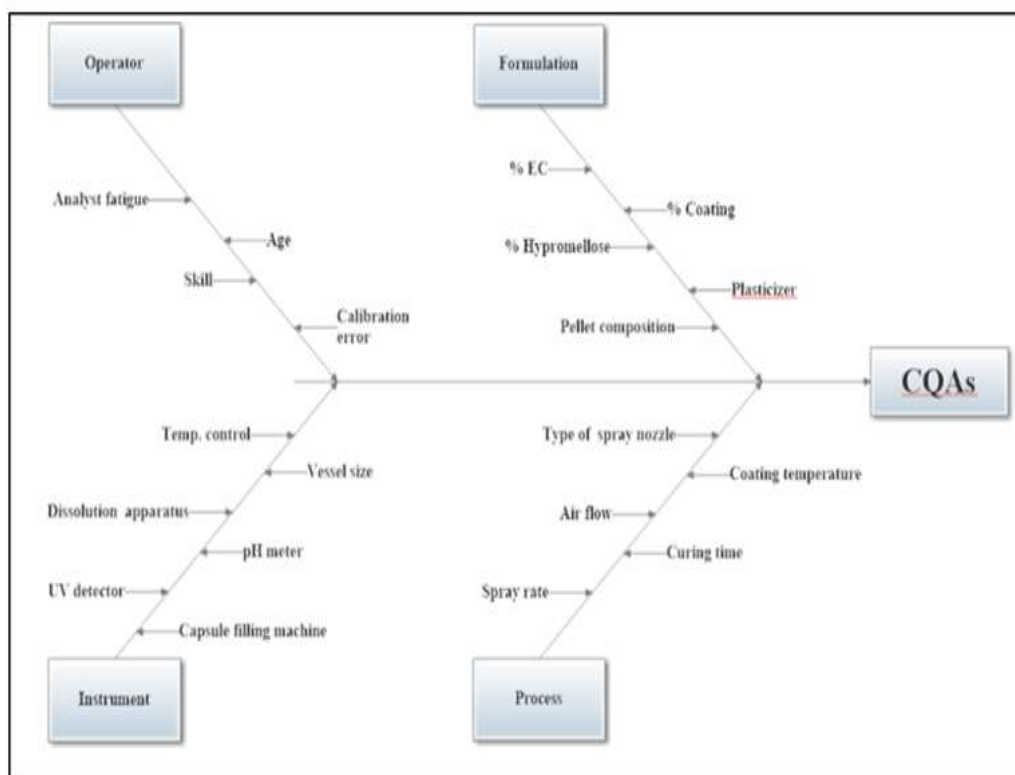 Operator
Formulation
% EC
Analyst fatigue
% Coating
Age
% Hypromellose
Skill
Plasticizer
Calibration
error
Pellet composition
CQAs
Temp. control
Type of spray nozzle
Vessel size
Coating temperature
Dissolution apparatus
Air flow
pH meter
Curing time
UV detector
Spray rate
Capsule filling machine
Instrument
Process